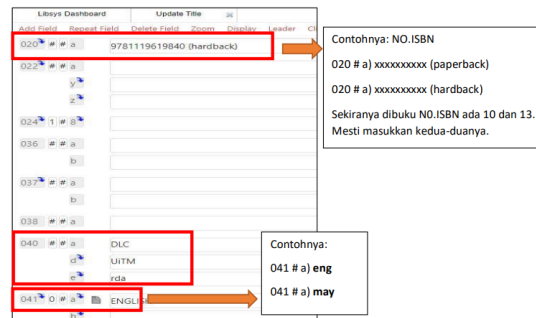 Libsys Dashboard Update Title
Add Field Repeat Field Delete Field Zoom Display Leader Cl
020 # # a 9781119619840 (hardback)
022 # # a
y
z
024 1 # 8
036 # # a
b
037 # # a
b
038 # # a
040 # # a DLC
d UiTM
e rda
041 0 # a ENGLIS
b
Contohnya: NO.ISBN
020 # a) xxxxxxxxxx (paperback)
020 # a) xxxxxxxxxx (hardback)
Sekiranya dibuku N0.ISBN ada 10 dan 13.
Mesti masukkan kedua-duanya.
Contohnya:
041 # a) eng
041 # a) may